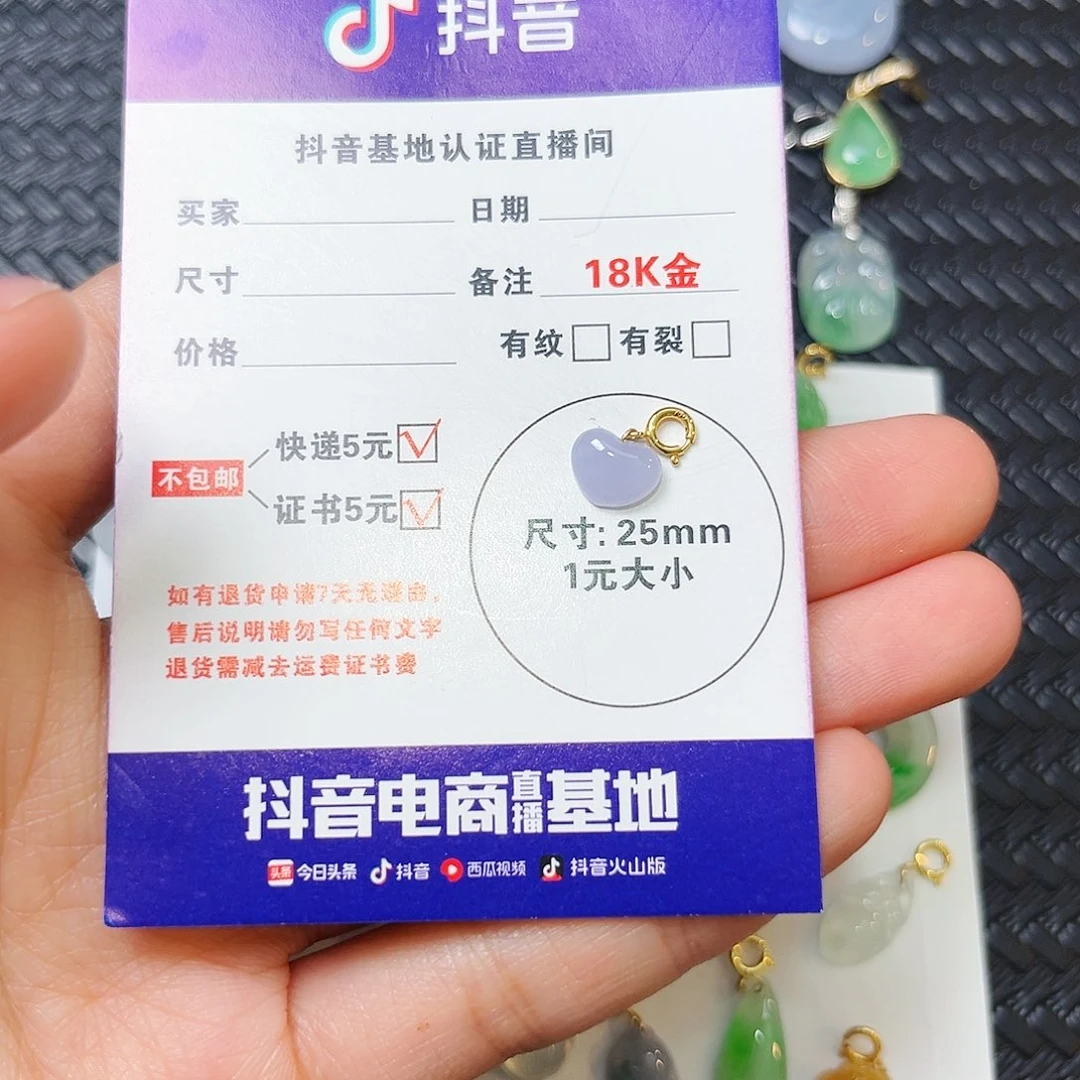 抖音
抖音基地认证直播间
买家 日期
尺寸 备注 18K金
价格 有纹 有裂
不包邮
快递5元
证书5元
尺寸: 25mm
1元大小
如有退货申请7天无理由,
售后说明请勿写任何文字
退货需减去运费证书费
抖音电商直播基地
头条 今日头条 抖音 西瓜视频 抖音火山版